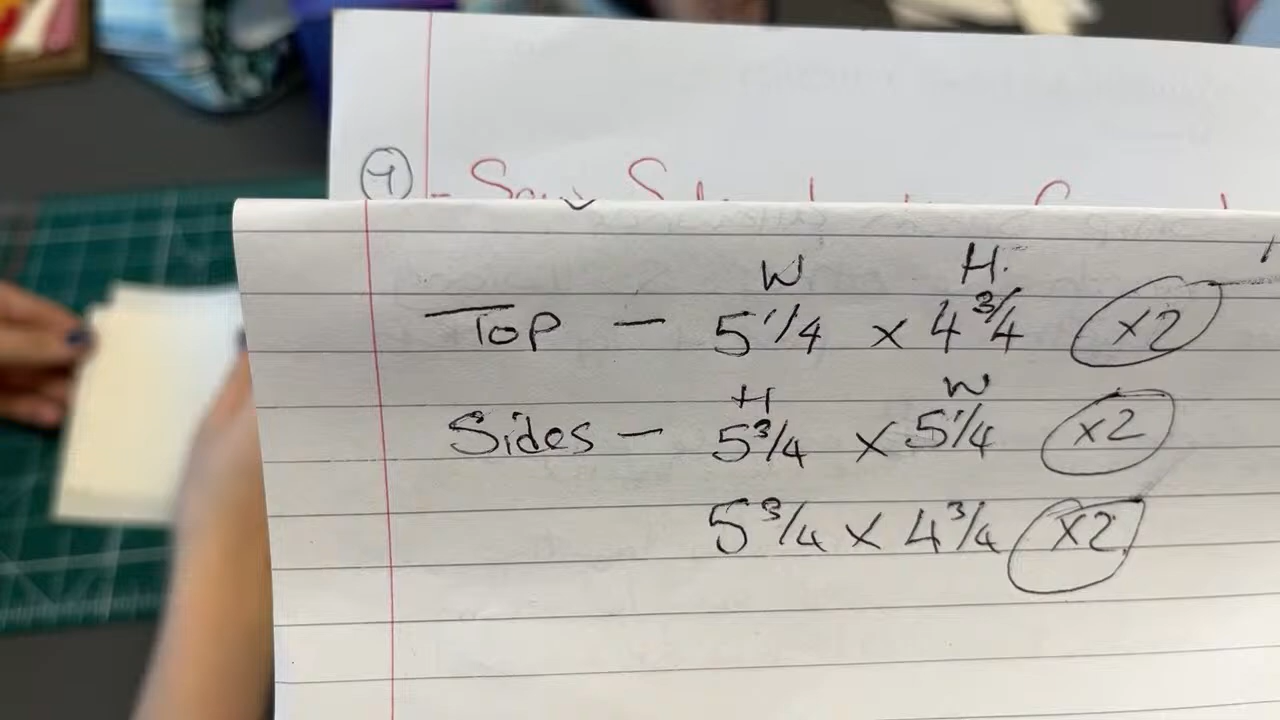 ④
W H.
Top – 5 1/4 x 4 3/4 x2
H W
Sides – 5 3/4 x 5 1/4 x2
5 3/4 x 4 3/4 x2